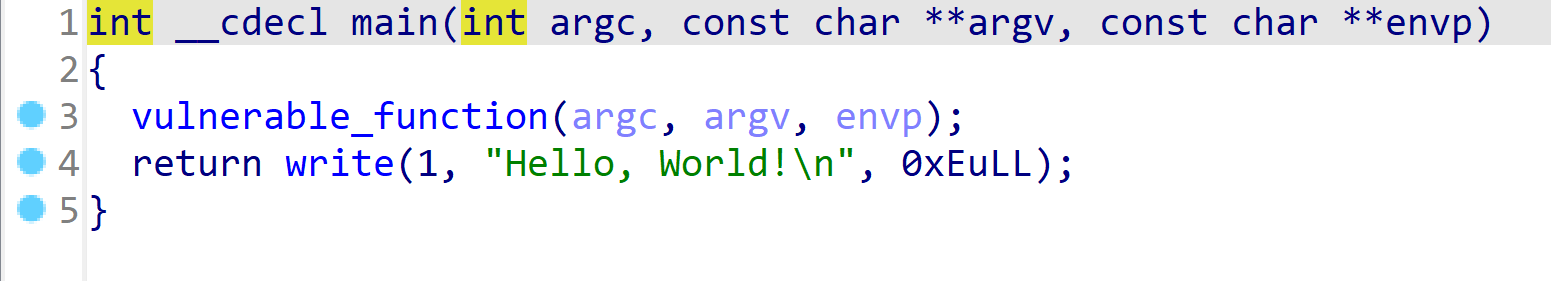 1 int __cdecl main(int argc, const char **argv, const char **envp)
2 {
3   vulnerable_function(argc, argv, envp);
4   return write(1, "Hello, World!\n", 0xEuLL);
5 }